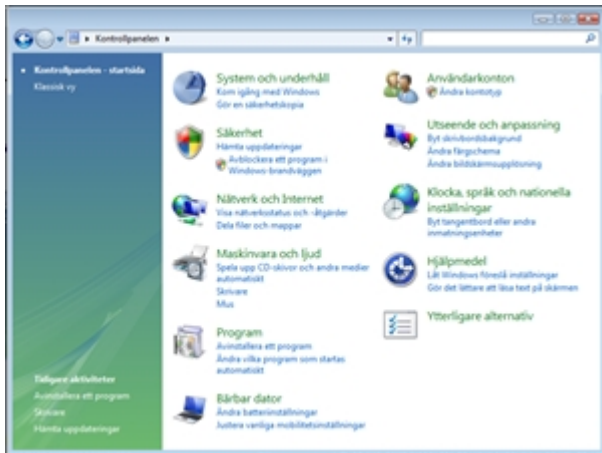 Kontrollpanelen
Kontrollpanelen - startsida
Klassisk vy
System och underhåll
Kom igång med Windows
Gör en säkerhetskopia
Säkerhet
Hämta uppdateringar
Avblockera ett program i
Windows-brandväggen
Nätverk och Internet
Visa nätverksstatus och -åtgärder
Dela filer och mappar
Maskinvara och ljud
Spela upp CD-skivor och andra medier
automatiskt
Skrivare
Mus
Program
Avinstallera ett program
Ändra vilka program som startas
automatiskt
Bärbar dator
Ändra batteriinställningar
Justera vanliga mobilitetsinställningar
Användarkonton
Ändra kontotyp
Utseende och anpassning
Byt skrivbordsbakgrund
Ändra färgschema
Ändra bildskärmsupplösning
Klocka, språk och nationella
inställningar
Byt tangentbord eller andra
inmatningsenheter
Hjälpmedel
Låt Windows föreslå inställningar
Gör det lättare att läsa text på skärmen
Ytterligare alternativ
Tidigare aktiviteter
Avinstallera ett program
Skrivare
Hämta uppdateringar